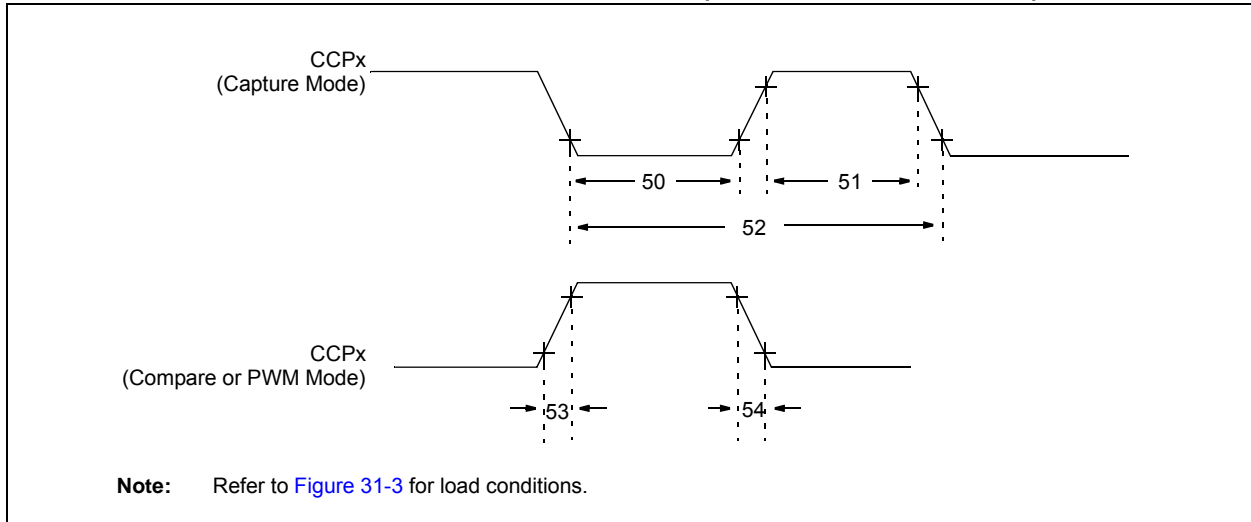 CCPx
(Capture Mode)
50
51
52
CCPx
(Compare or PWM Mode)
53
54
Note: Refer to Figure 31-3 for load conditions.